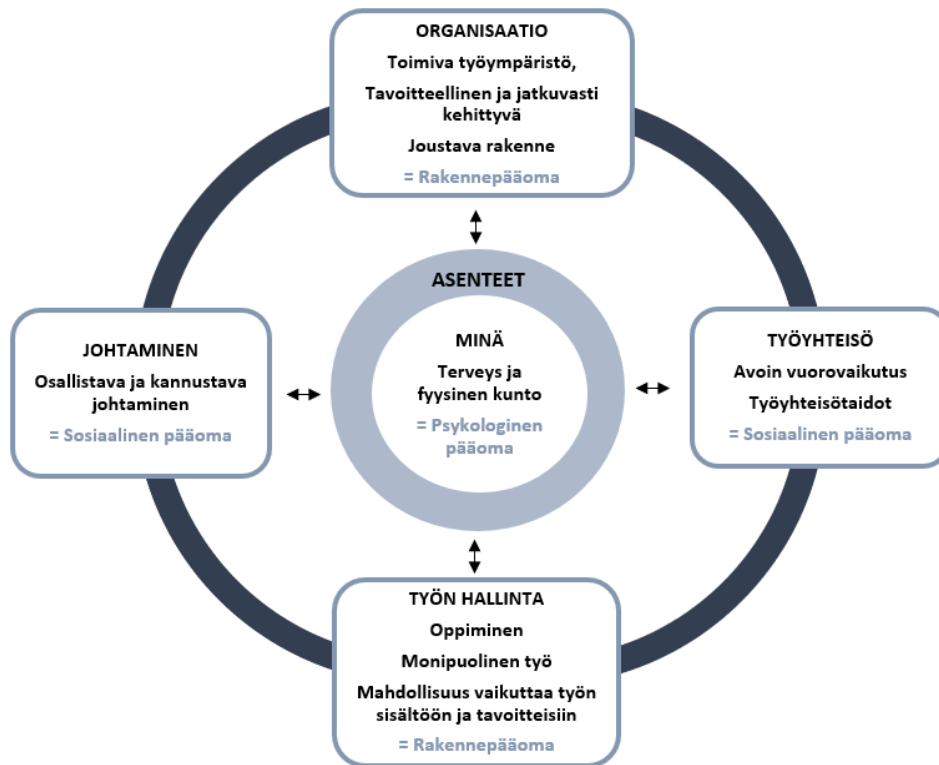 ORGANISAATIO
Toimiva työympäristö,
Tavoitteellinen ja jatkuvasti
kehittyvä
Joustava rakenne
= Rakennepääoma
ASENTEET
JOHTAMINEN
Osallistava ja kannustava
johtaminen
= Sosiaalinen pääoma
MINÄ
Terveys ja
fyysinen kunto
= Psykologinen
pääoma
TYÖYHTEISÖ
Avoin vuorovaikutus
Työyhteisötaidot
= Sosiaalinen pääoma
TYÖN HALLINTA
Oppiminen
Monipuolinen työ
Mahdollisuus vaikuttaa työn
sisältöön ja tavoitteisiin
= Rakennepääoma